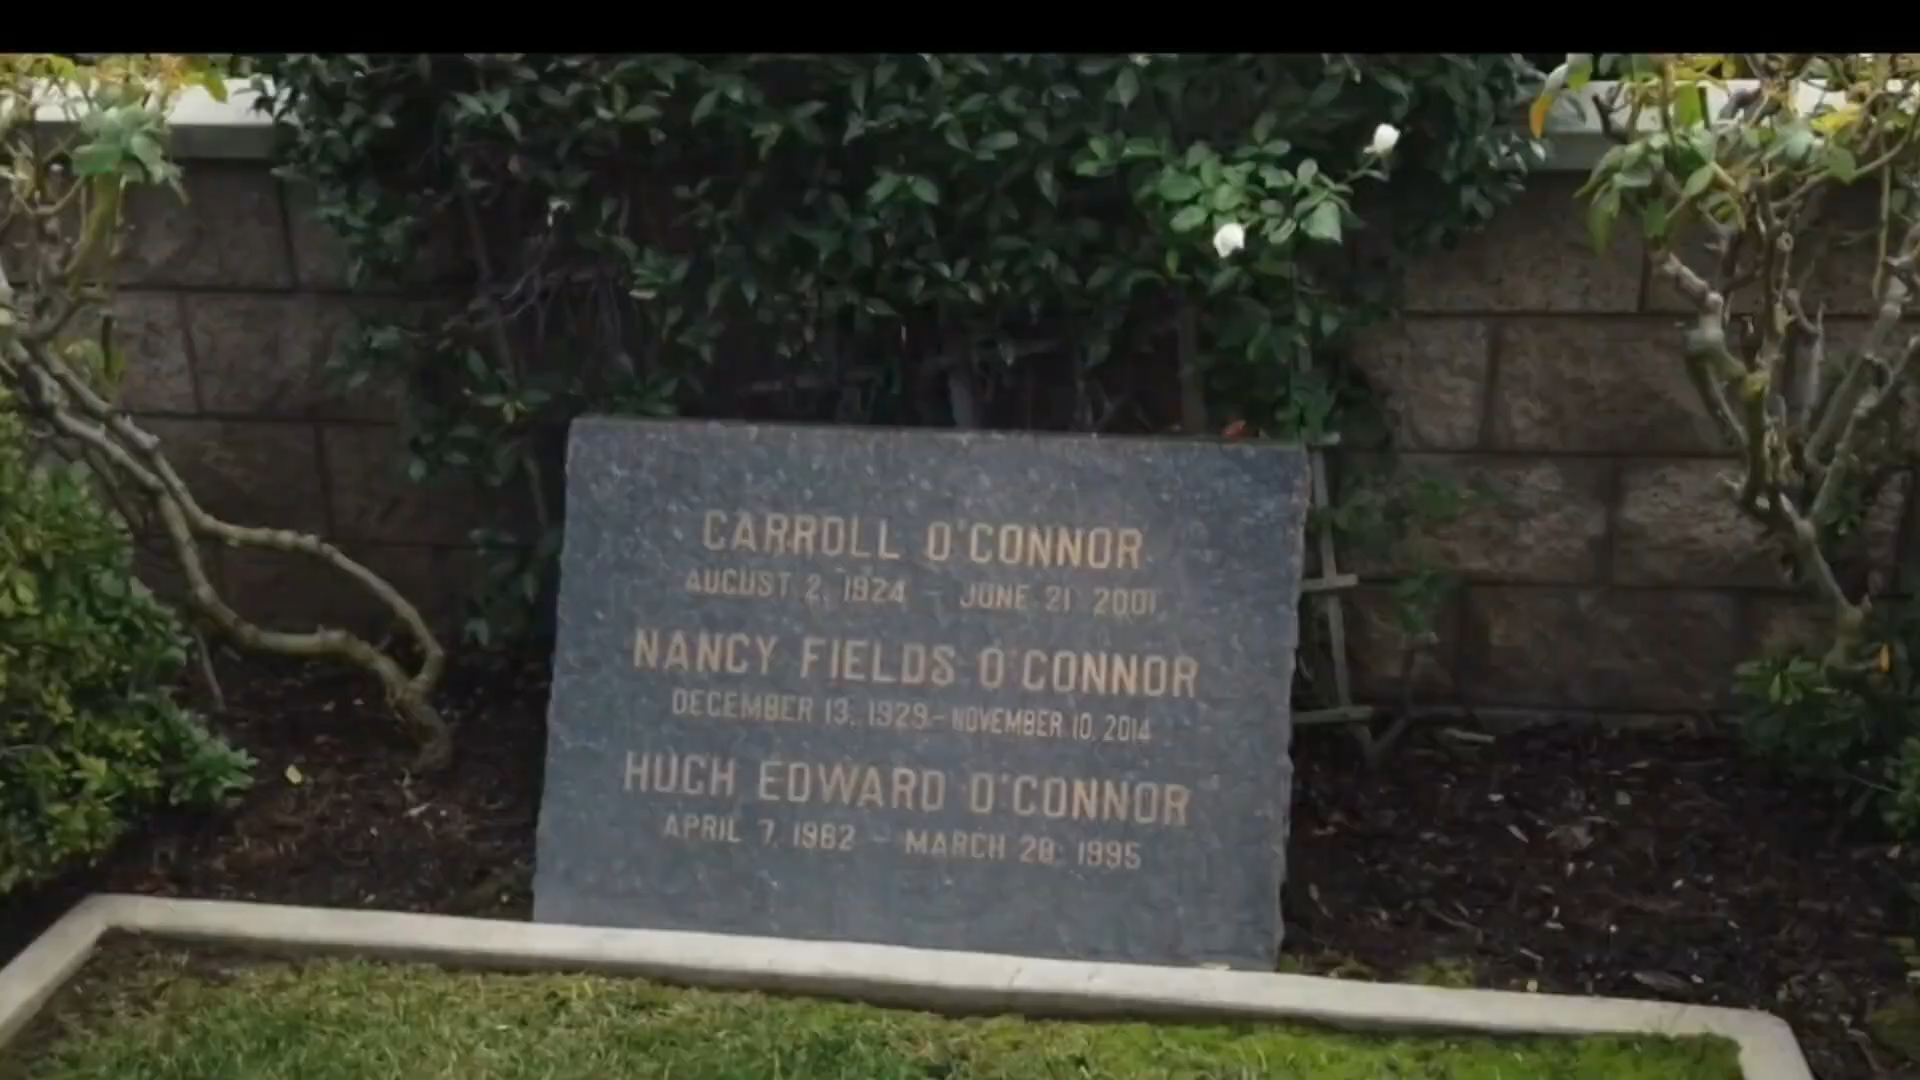 CARROLL O'CONNOR
AUGUST 2, 1924 – JUNE 21 2001
NANCY FIELDS O'CONNOR
DECEMBER 13, 1929 – NOVEMBER 10, 2014
HUGH EDWARD O'CONNOR
APRIL 7, 1962 – MARCH 28 1995